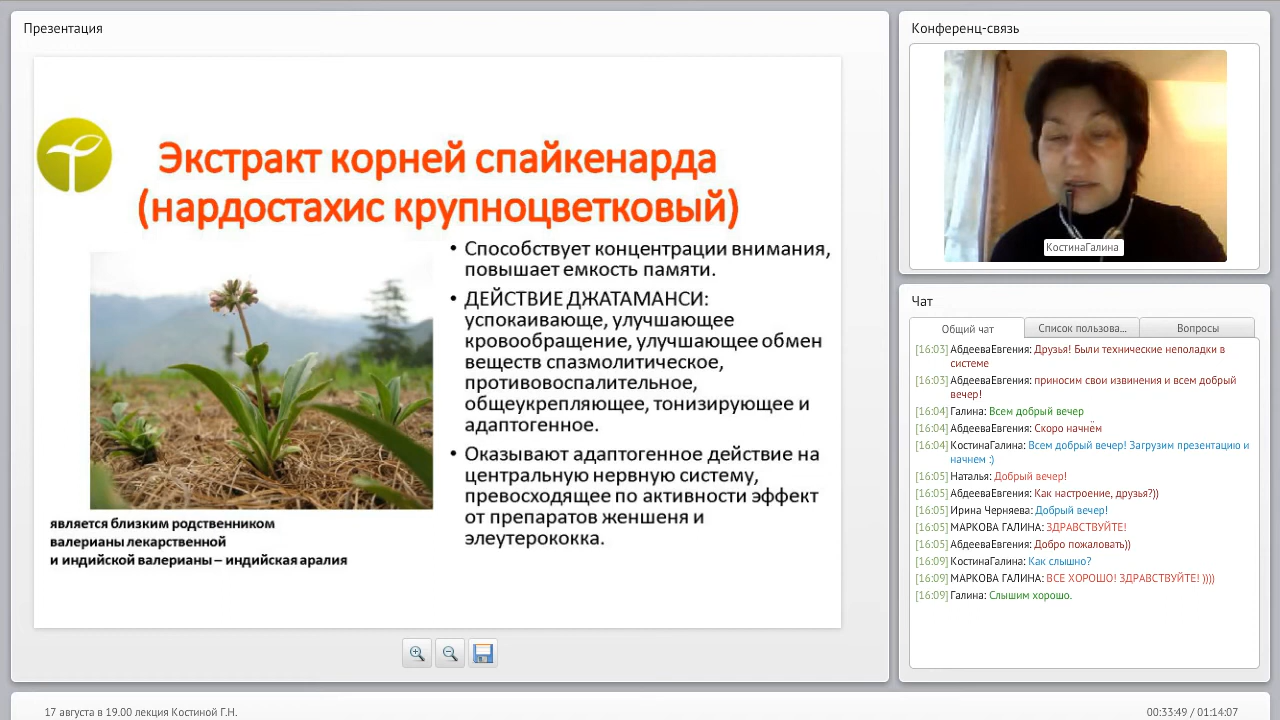 Презентация
Экстракт корней спайкенарда
(нардостахис крупноцветковый)
• Способствует концентрации внимания,
повышает емкость памяти.
• ДЕЙСТВИЕ ДЖАТАМАНСИ:
успокаивающе, улучшающее
кровообращение, улучшающее обмен
веществ спазмолитическое,
противовоспалительное,
общеукрепляющее, тонизирующее и
адаптогенное.
• Оказывают адаптогенное действие на
центральную нервную систему,
превосходящее по активности эффект
от препаратов женшеня и
элеутерококка.
является близким родственником
валерианы лекарственной
и индийской валерианы – индийская аралия
Конференц-связь
КостинаГалина
Чат
Общий чат
Список пользова...
Вопросы
[16:03] АбдееваЕвгения: Друзья! Были технические неполадки в
системе
[16:03] АбдееваЕвгения: приносим свои извинения и всем добрый
вечер!
[16:04] Галина: Всем добрый вечер
[16:04] АбдееваЕвгения: Скоро начнём
[16:04] КостинаГалина: Всем добрый вечер! Загрузим презентацию и
начнем :)
[16:05] Наталья: Добрый вечер!
[16:05] АбдееваЕвгения: Как настроение, друзья?))
[16:05] Ирина Черняева: Добрый вечер!
[16:05] МАРКОВА ГАЛИНА: ЗДРАВСТВУЙТЕ!
[16:05] АбдееваЕвгения: Добро пожаловать))
[16:09] КостинаГалина: Как слышно?
[16:09] МАРКОВА ГАЛИНА: ВСЕ ХОРОШО! ЗДРАВСТВУЙТЕ! ))))
[16:09] Галина: Слышим хорошо.
17 августа в 19.00 лекция Костиной Г.Н.
00:33:49 / 01:14:07